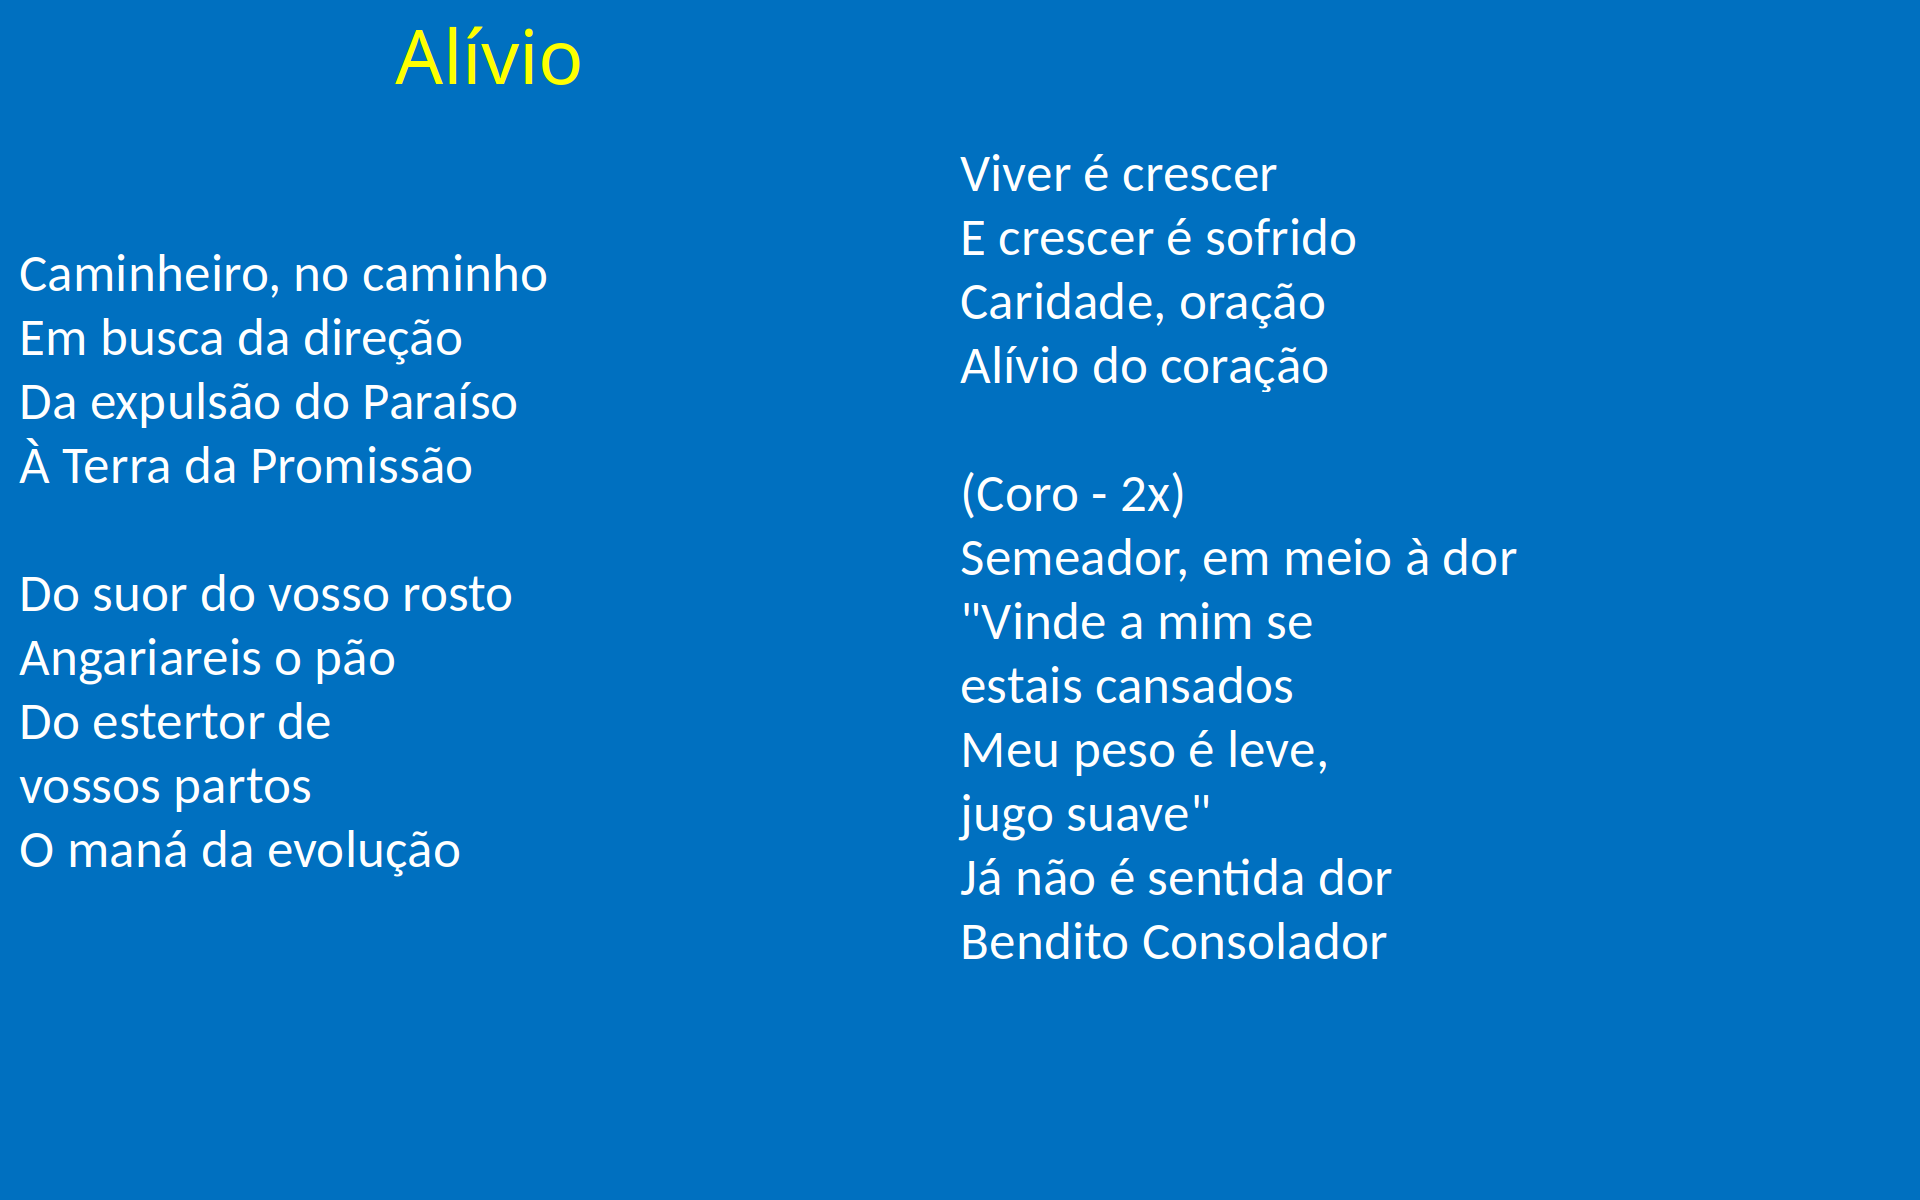 Alívio
Caminheiro, no caminho
Em busca da direção
Da expulsão do Paraíso
À Terra da Promissão
Do suor do vosso rosto
Angariareis o pão
Do estertor de
vossos partos
O maná da evolução
Viver é crescer
E crescer é sofrido
Caridade, oração
Alívio do coração
(Coro - 2x)
Semeador, em meio à dor
"Vinde a mim se
estais cansados
Meu peso é leve,
jugo suave"
Já não é sentida dor
Bendito Consolador